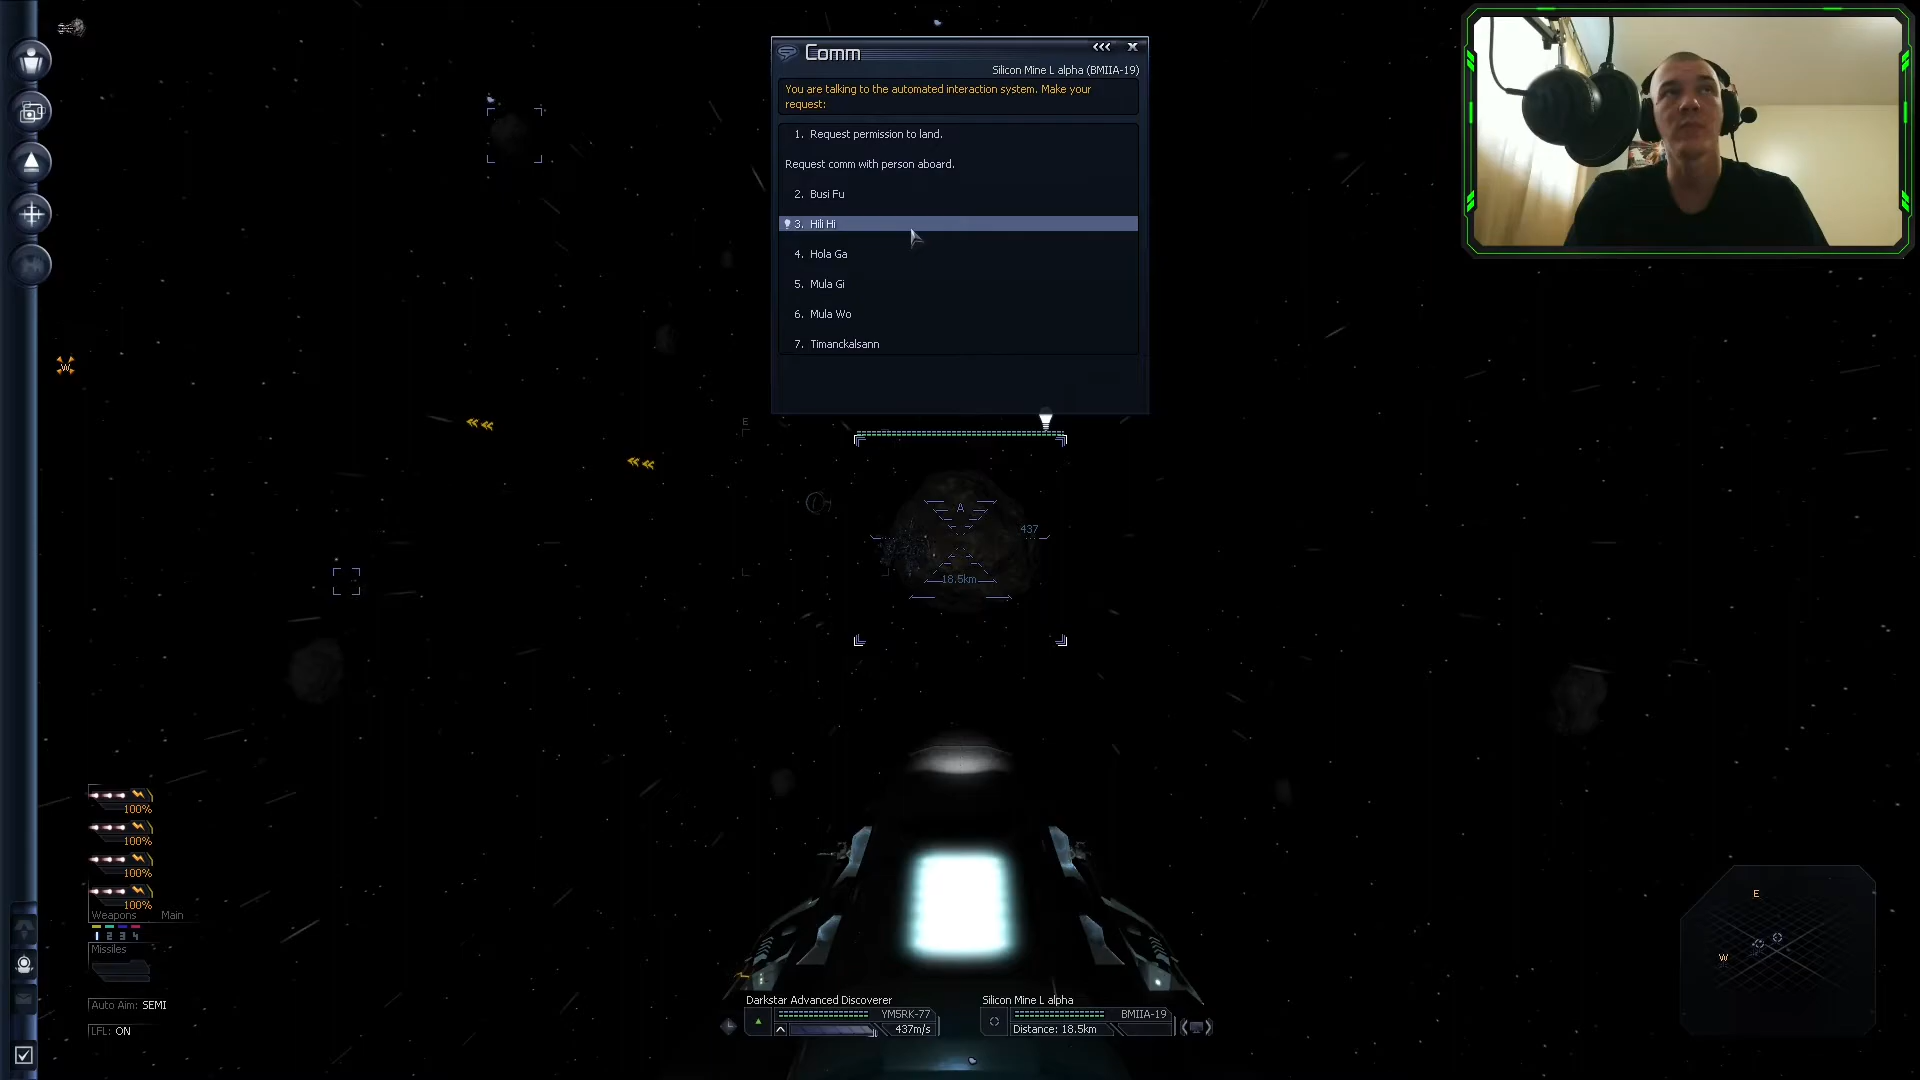 Comm
Silicon Mine L alpha (BMIIA-19)
You are talking to the automated interaction system. Make your
request:
1. Request permission to land.
Request comm with person aboard.
2. Busi Fu
3. Hili Hi
4. Hola Ga
5. Mula Gi
6. Mula Wo
7. Timanckalsann
W
E
A
437
18.5km
100%
100%
100%
100%
Weapons Main
1 2 3 4
Missiles
Auto Aim: SEMI
LFL: ON
Darkstar Advanced Discoverer
YM5RK-77
437m/s
Silicon Mine L alpha
BMIIA-19
Distance: 18.5km
E
W